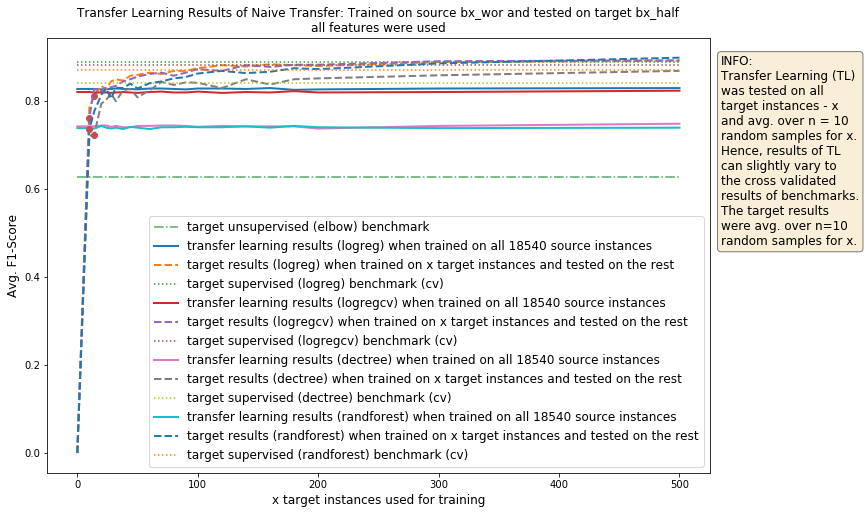 Transfer Learning Results of Naive Transfer: Trained on source bx_wor and tested on target bx_half
all features were used
Avg. F1-Score
0.8
0.6
0.4
0.2
0.0
target unsupervised (elbow) benchmark
transfer learning results (logreg) when trained on all 18540 source instances
target results (logreg) when trained on x target instances and tested on the rest
target supervised (logreg) benchmark (cv)
transfer learning results (logregcv) when trained on all 18540 source instances
target results (logregcv) when trained on x target instances and tested on the rest
target supervised (logregcv) benchmark (cv)
transfer learning results (dectree) when trained on all 18540 source instances
target results (dectree) when trained on x target instances and tested on the rest
target supervised (dectree) benchmark (cv)
transfer learning results (randforest) when trained on all 18540 source instances
target results (randforest) when trained on x target instances and tested on the rest
target supervised (randforest) benchmark (cv)
0 100 200 300 400 500
x target instances used for training
INFO:
Transfer Learning (TL)
was tested on all
target instances - x
and avg. over n = 10
random samples for x.
Hence, results of TL
can slightly vary to
the cross validated
results of benchmarks.
The target results
were avg. over n=10
random samples for x.